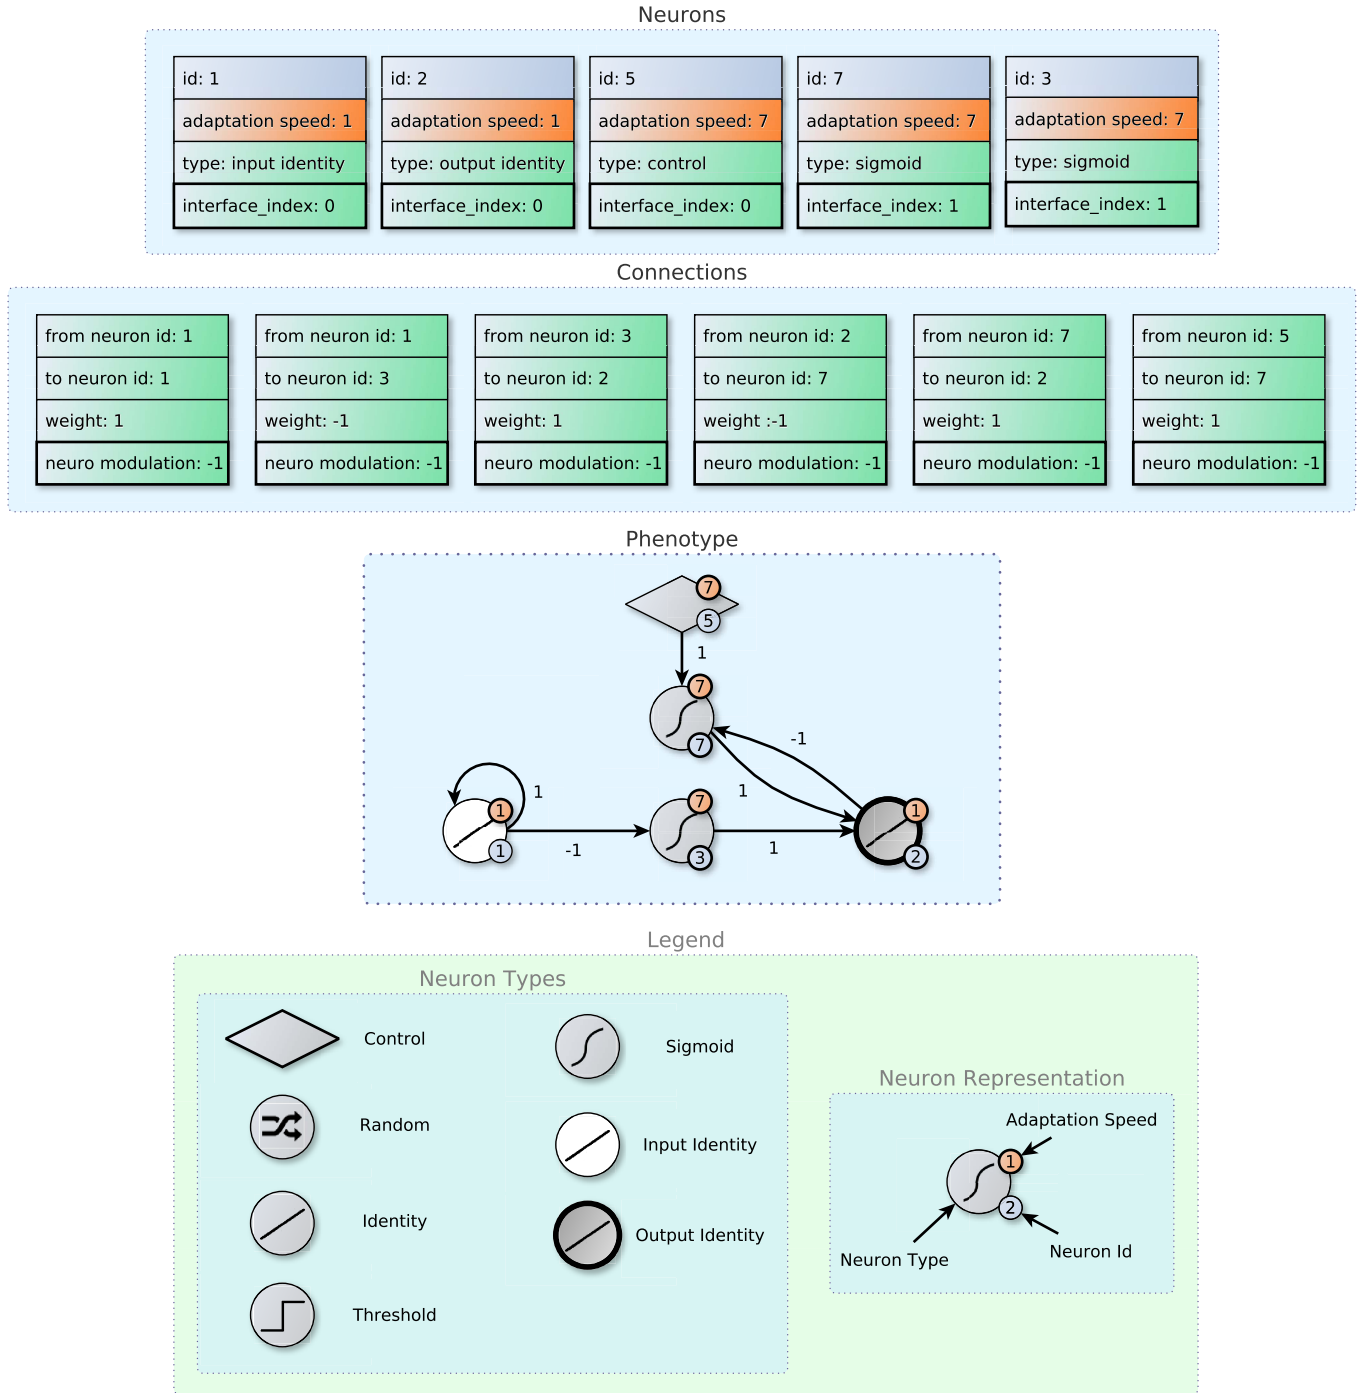 Neurons
id: 1
adaptation speed: 1
type: input identity
interface_index: 0
id: 2
adaptation speed: 1
type: output identity
interface_index: 0
id: 5
adaptation speed: 7
type: control
interface_index: 0
id: 7
adaptation speed: 7
type: sigmoid
interface_index: 1
id: 3
adaptation speed: 7
type: sigmoid
interface_index: 1
Connections
from neuron id: 1
to neuron id: 1
weight: 1
neuro modulation: -1
from neuron id: 1
to neuron id: 3
weight: -1
neuro modulation: -1
from neuron id: 3
to neuron id: 2
weight: 1
neuro modulation: -1
from neuron id: 2
to neuron id: 7
weight :-1
neuro modulation: -1
from neuron id: 7
to neuron id: 2
weight: 1
neuro modulation: -1
from neuron id: 5
to neuron id: 7
weight: 1
neuro modulation: -1
Phenotype
7
5
1
7
7
-1
1
1
1
1
-1
7
3
1
1
2
Legend
Neuron Types
Control
Random
Identity
Threshold
Sigmoid
Input Identity
Output Identity
Neuron Representation
Adaptation Speed
1
2
Neuron Type
Neuron Id